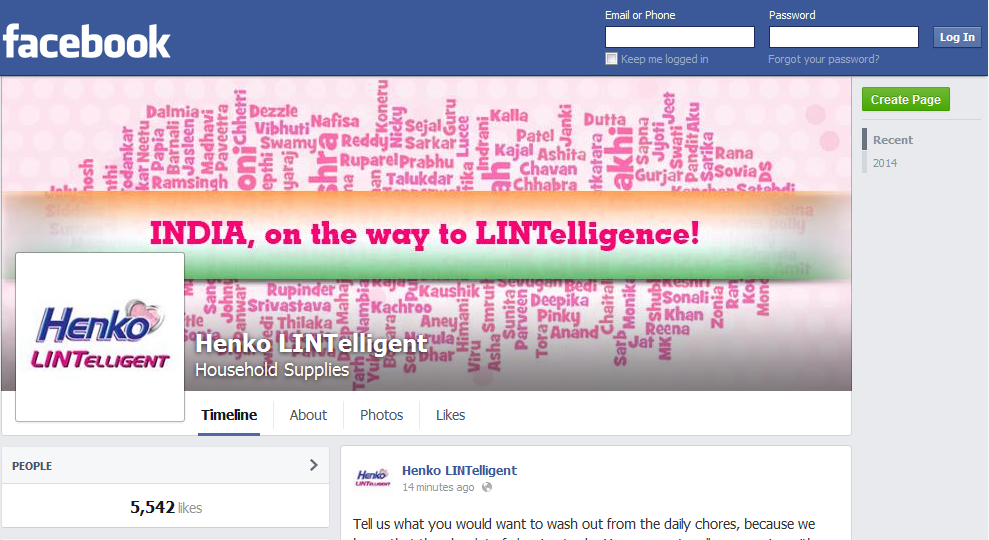 facebook
Email or Phone
Password
Log In
Keep me logged in
Forgot your password?
Create Page
Recent
2014
Dalmia
Dezzle
Nafisa
Koneru
Vibhuti
Swamy
Reddy
Nicky
Sejal
Sarkar
Guru
Kalla
Patel
Janki
Dutta
Jeet
Neetu
Papia
Barnali
Jaaleen
Madhavi
Paveetra
Chhetri
Ruparel
Prabhu
Talukdar
Lukee
Indrani
Kajal
Ashita
Chavan
Chhabra
Sapna
Jyoti
Swati
Pandit
Aku
Sarika
Rana
Sovia
DS
Gurjar
Ramsingh
INDIA, on the way to LINTelligence!
Rupinder
Srivastava
Thilaka
Kaushik
Kachroo
Aney
Himani
Smruti
Viru
Asha
Sunita
Parveen
Bedi
Deepika
Pinky
Anand
Tora
Chaitali
Monika
Sonali
Khan
Reena
Jat
Zonia
Dhar
Henko
LINTELLIGENT
Henko LINTelligent
Household Supplies
Timeline
About
Photos
Likes
PEOPLE
5,542 likes
Henko
LINTELLIGENT
Henko LINTelligent
14 minutes ago
Tell us what you would want to wash out from the daily chores, because we